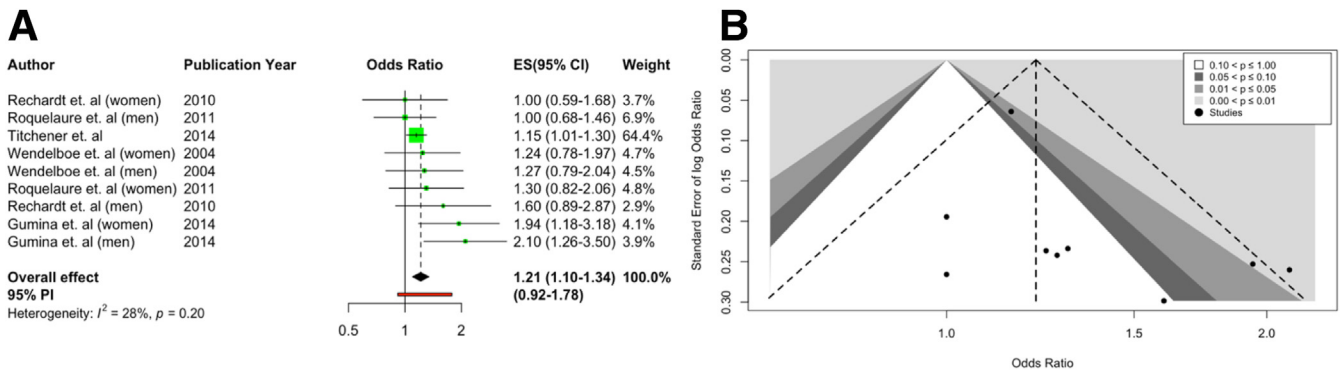 A
Author Publication Year Odds Ratio ES(95% CI) Weight
Rechardt et. al (women) 2010 1.00 (0.59-1.68) 3.7%
Roquelaure et. al (men) 2011 1.00 (0.68-1.46) 6.9%
Titchener et. al 2014 1.15 (1.01-1.30) 64.4%
Wendelboe et. al (women) 2004 1.24 (0.78-1.97) 4.7%
Wendelboe et. al (men) 2004 1.27 (0.79-2.04) 4.5%
Roquelaure et. al (women) 2011 1.30 (0.82-2.06) 4.8%
Rechardt et. al (men) 2010 1.60 (0.89-2.87) 2.9%
Gumina et. al (women) 2014 1.94 (1.18-3.18) 4.1%
Gumina et. al (men) 2014 2.10 (1.26-3.50) 3.9%
Overall effect 1.21 (1.10-1.34) 100.0%
95% PI (0.92-1.78)
Heterogeneity: I² = 28%, p = 0.20
0.5 1 2
B
0.10 < p ≤ 1.00
0.05 < p ≤ 0.10
0.01 < p ≤ 0.05
0.00 < p ≤ 0.01
Studies
Standard Error of log Odds Ratio
0.00
0.05
0.10
0.15
0.20
0.25
0.30
1.0 1.5 2.0
Odds Ratio